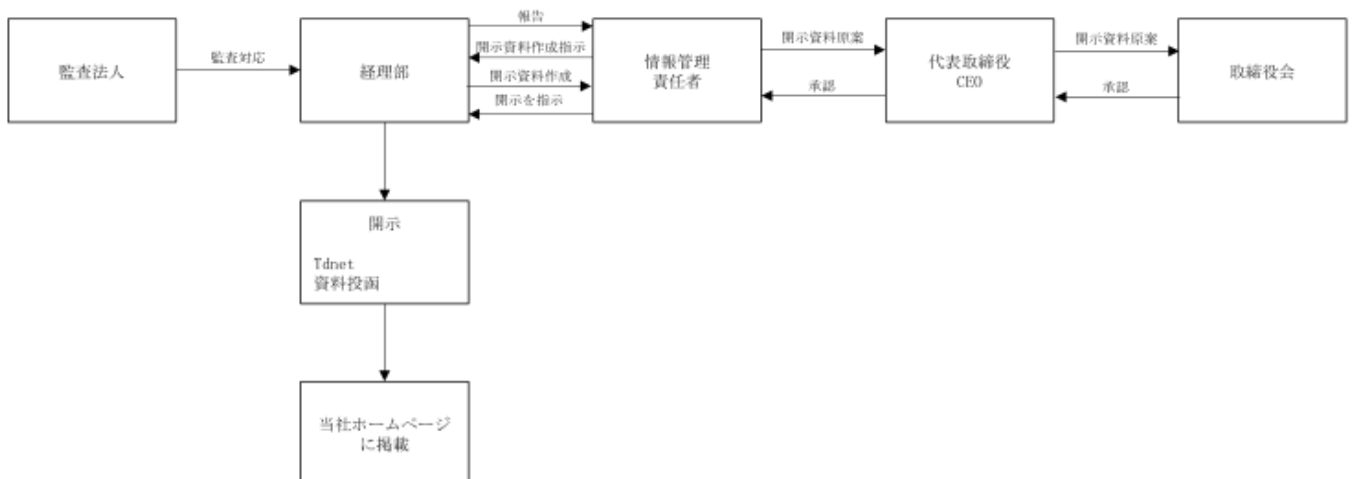 報告
監査法人
監査対応
経理部
開示資料作成指示
開示資料作成
開示を指示
情報管理
責任者
開示資料原案
承認
代表取締役
CEO
開示資料原案
承認
取締役会
開示
Tdnet
資料投函
当社ホームページ
に掲載